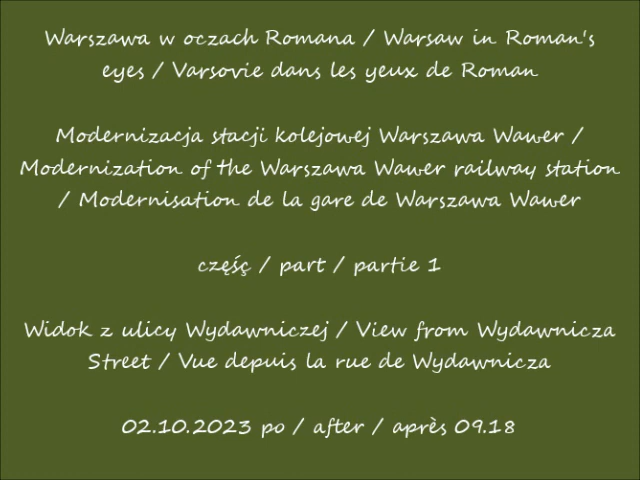 Warszawa w oczach Romana / Warsaw in Roman's
eyes / Varsovie dans les yeux de Roman
Modernizacja stacji kolejowej Warszawa Wawer /
Modernization of the Warszawa Wawer railway station
/ Modernisation de la gare de Warszawa Wawer
częśç / part / partie 1
Widok z ulicy Wydawniczej / View from Wydawnicza
Street / Vue depuis la rue de Wydawnicza
02.10.2023 po / after / après 09.18